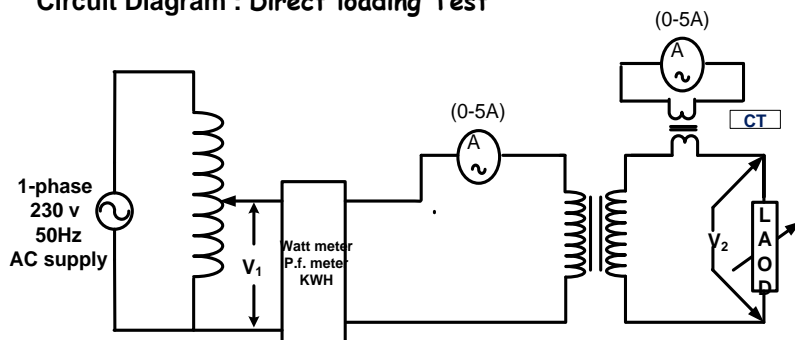 Circuit Diagram : Direct loading Test
(0-5A)
A
CT
(0-5A)
A
1-phase
230 v
50Hz
AC supply
V1
Watt meter
P.f. meter
KWH
V2
L
A
O
D